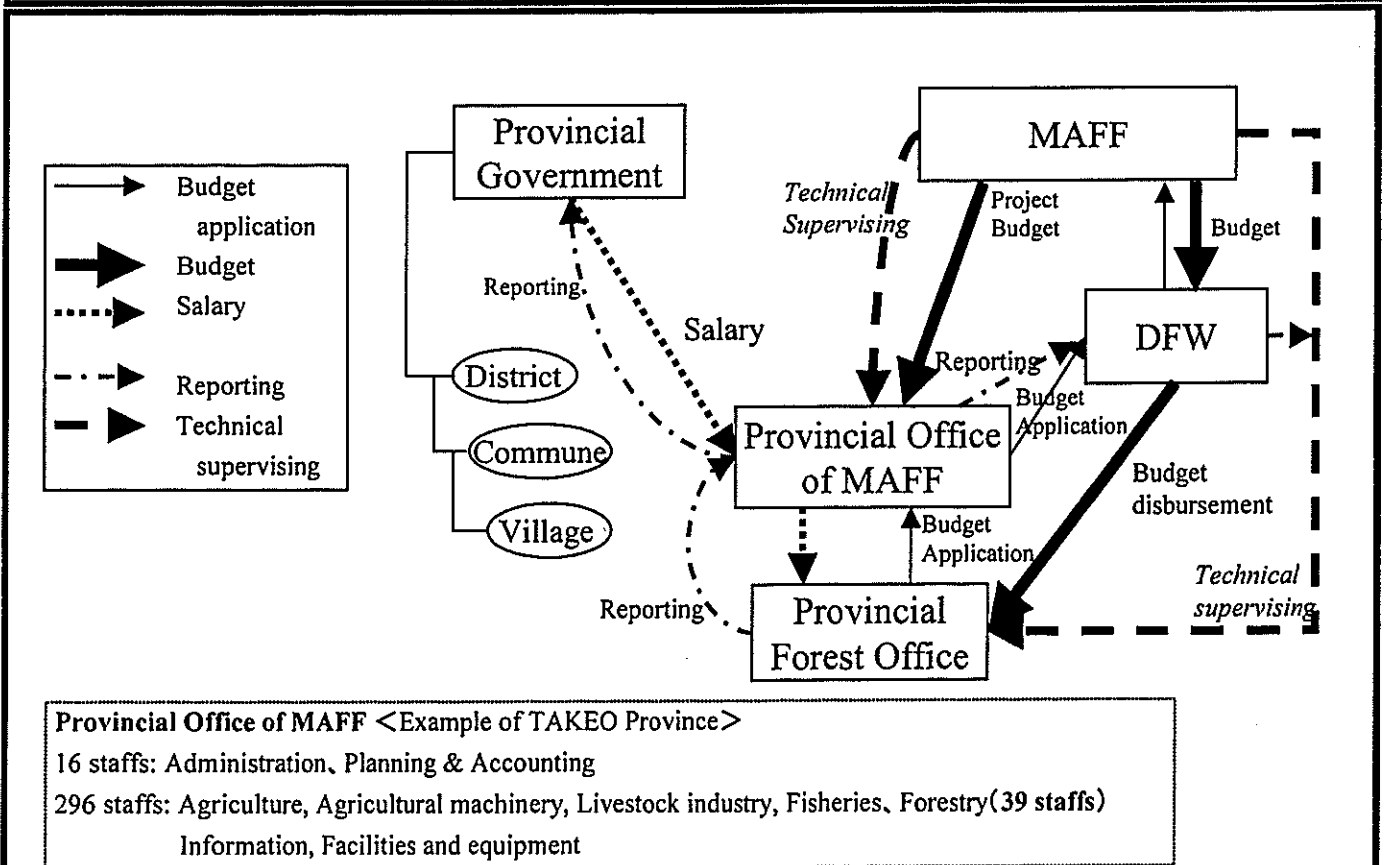 Provincial
Government
MAFF
Budget
application
Budget
Salary
Reporting
Technical
supervising
Technical
Supervising
Project
Budget
Budget
Reporting
Salary
DFW
District
Commune
Village
Reporting
Budget
Application
Provincial Office
of MAFF
Budget
disbursement
Budget
Application
Technical
supervising
Reporting
Provincial
Forest Office
Provincial Office of MAFF <Example of TAKEO Province>
16 staffs: Administration、Planning & Accounting
296 staffs: Agriculture, Agricultural machinery, Livestock industry, Fisheries、Forestry(39 staffs)
Information, Facilities and equipment